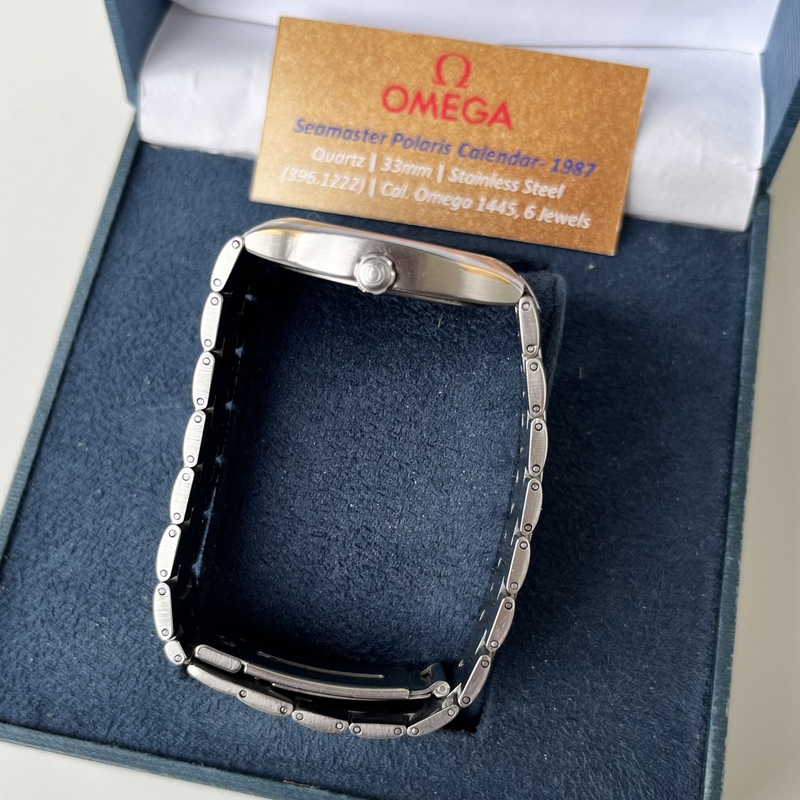 Ω
OMEGA
Seamaster Polaris Calendar- 1987
Quartz | 33mm | Stainless Steel
(396.1222) | Cal. Omega 1445, 6 Jewels